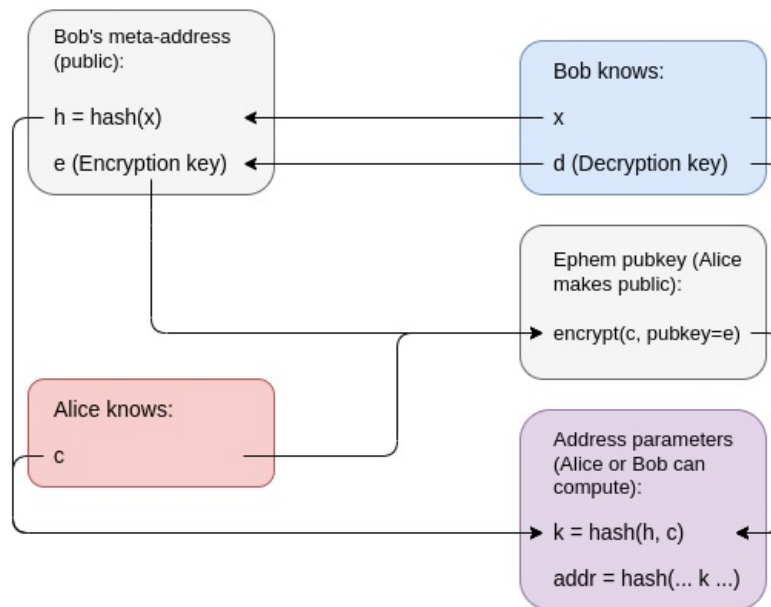 Bob's meta-address
(public):
h = hash(x)
e (Encryption key)
Bob knows:
x
d (Decryption key)
Ephem pubkey (Alice
makes public):
encrypt(c, pubkey=e)
Alice knows:
c
Address parameters
(Alice or Bob can
compute):
k = hash(h, c)
addr = hash(... k ...)